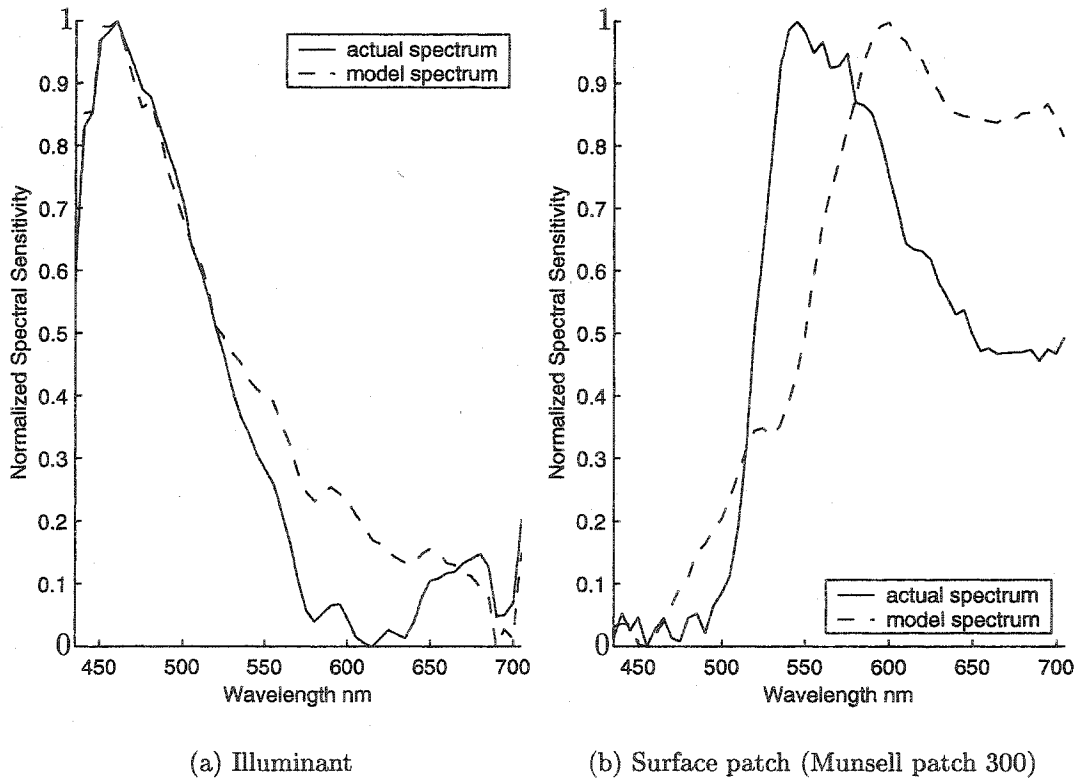 1
0.9
0.8
0.7
0.6
0.5
0.4
0.3
0.2
0.1
0
Normalized Spectral Sensitivity
actual spectrum
model spectrum
450 500 550 600 650 700
Wavelength nm
(a) Illuminant
1
0.9
0.8
0.7
0.6
0.5
0.4
0.3
0.2
0.1
0
Normalized Spectral Sensitivity
actual spectrum
model spectrum
450 500 550 600 650 700
Wavelength nm
(b) Surface patch (Munsell patch 300)